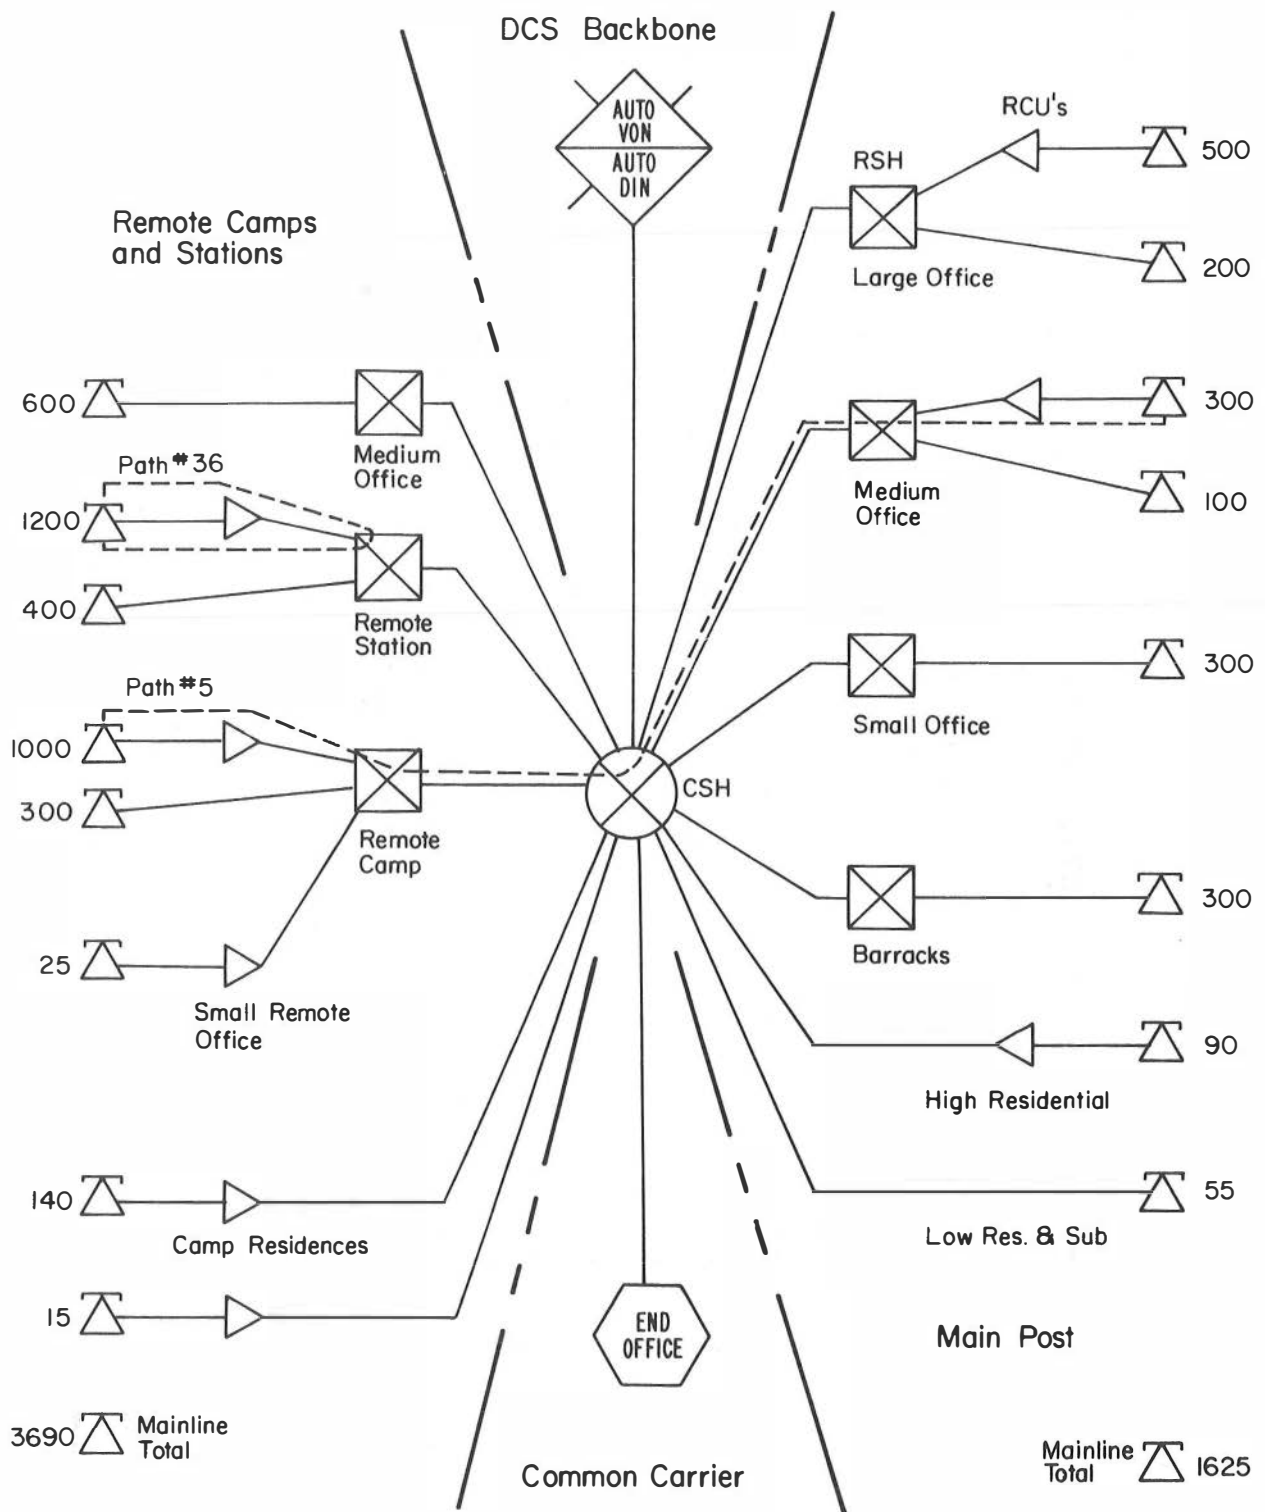 DCS Backbone
AUTO
VON
AUTO
DIN
Remote Camps
and Stations
600
Medium
Office
Path #36
1200
400
Remote
Station
Path #5
1000
300
Remote
Camp
25
Small Remote
Office
140
Camp Residences
15
3690
Mainline
Total
CSH
END
OFFICE
Common Carrier
RCU's
500
RSH
200
Large Office
300
Medium
Office
100
300
Small Office
300
Barracks
90
High Residential
55
Low Res. & Sub
Main Post
Mainline
Total
1625